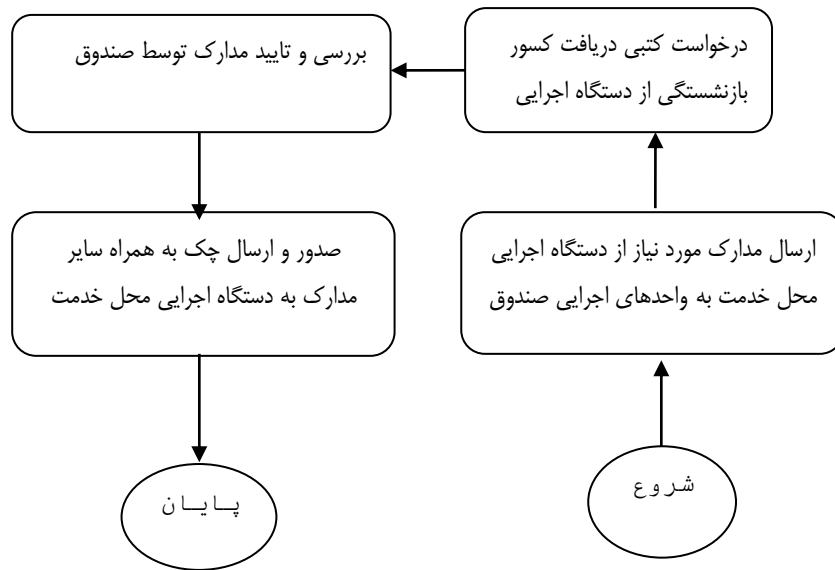 درخواست کتبی دریافت کسور
بازنشستگی از دستگاه اجرایی
بررسی و تایید مدارک توسط صندوق
ارسال مدارک مورد نیاز از دستگاه اجرایی
محل خدمت به واحدهای اجرایی صندوق
صدور و ارسال چک به همراه سایر
مدارک به دستگاه اجرایی محل خدمت
شروع
پایان